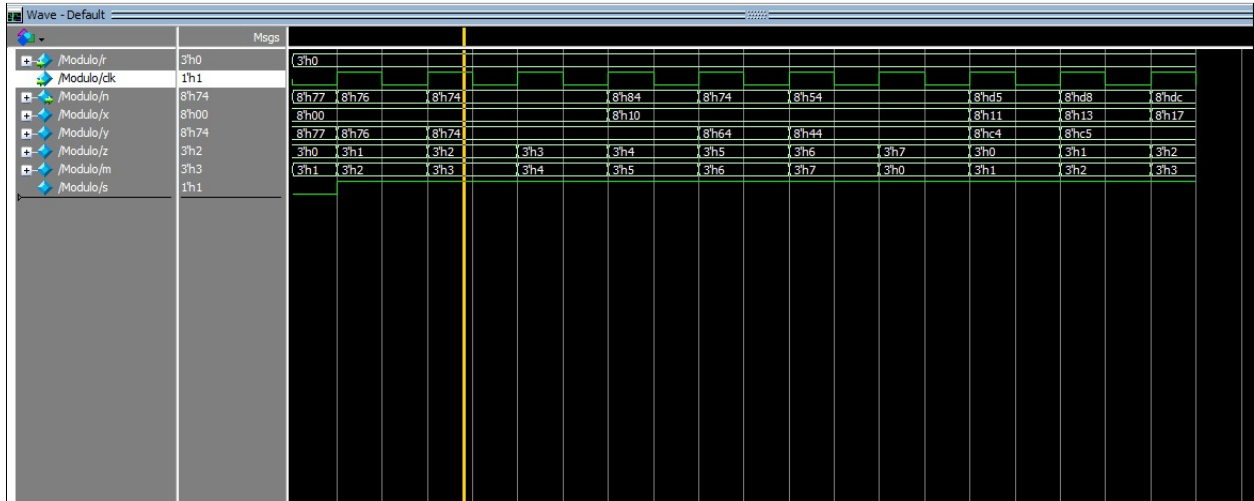 Wave - Default
Msgs
/Modulo/r 3'h0 3'h0
/Modulo/clk 1'h1
/Modulo/n 8'h74 8'h77 8'h76 8'h74 8'h84 8'h74 8'h54 8'hd5 8'hd8 8'hdc
/Modulo/x 8'h00 8'h00 8'h10 8'h11 8'h13 8'h17
/Modulo/y 8'h74 8'h77 8'h76 8'h74 8'h64 8'h44 8'hc4 8'hc5
/Modulo/z 3'h2 3'h0 3'h1 3'h2 3'h3 3'h4 3'h5 3'h6 3'h7 3'h0 3'h1 3'h2
/Modulo/m 3'h3 3'h1 3'h2 3'h3 3'h4 3'h5 3'h6 3'h7 3'h0 3'h1 3'h2 3'h3
/Modulo/s 1'h1